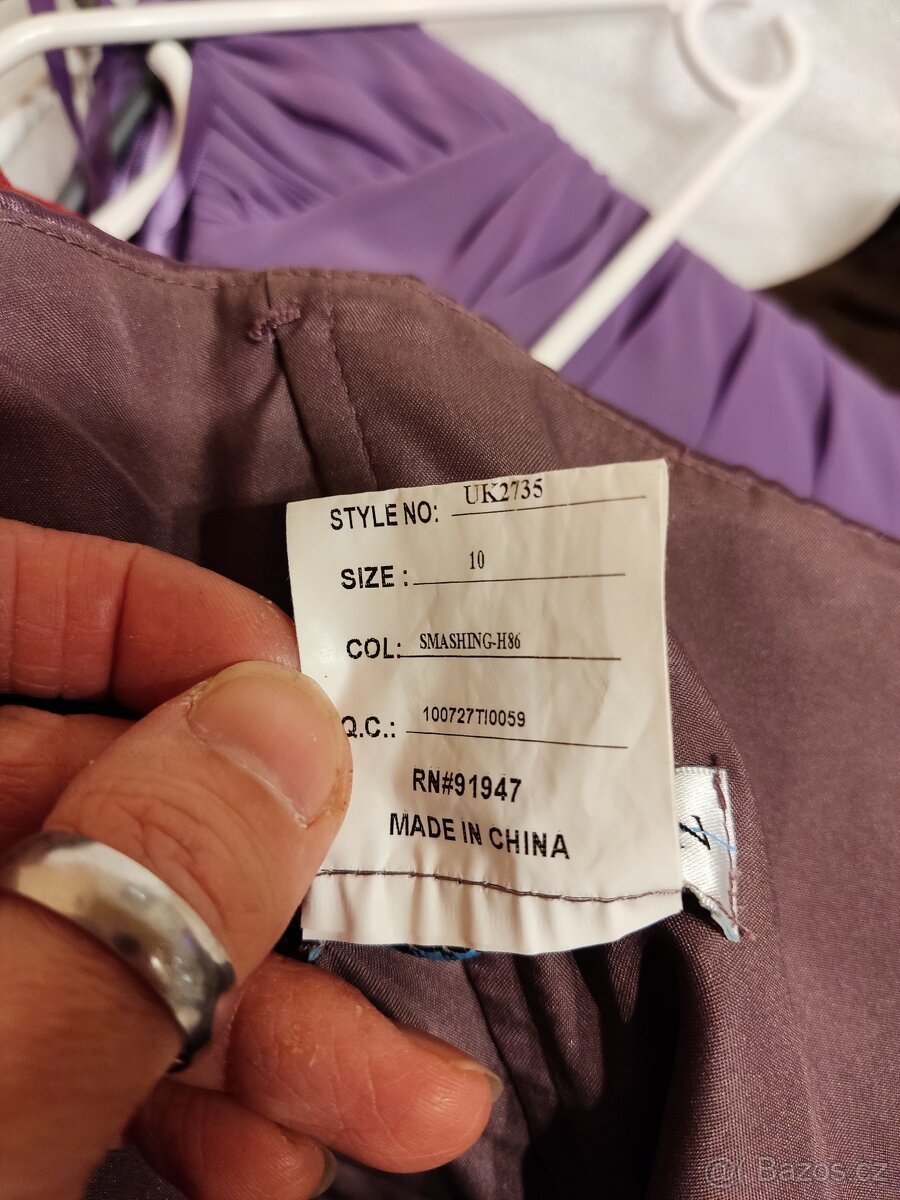 STYLE NO: UK2735
SIZE : 10
COL: SMASHING-H86
Q.C.: 100727TI0059
RN#91947
MADE IN CHINA
Bazos.cz